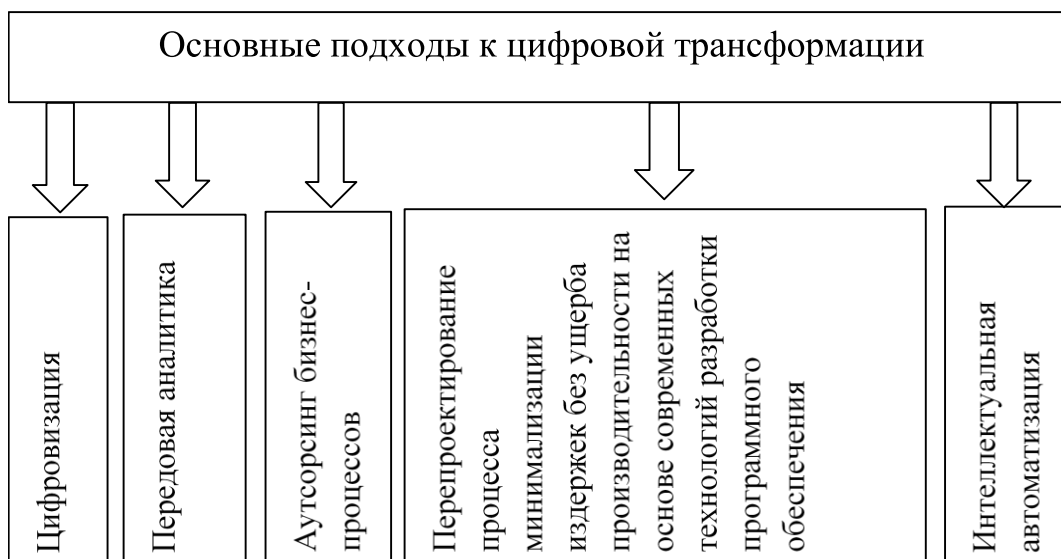 Основные подходы к цифровой трансформации
Цифровизация
Передовая аналитика
Аутсорсинг бизнес-
процессов
Перепроектирование
процесса
минимализации
издержек без ущерба
производительности на
основе современных
технологий разработки
программного
обеспечения
Интеллектуальная
автоматизация